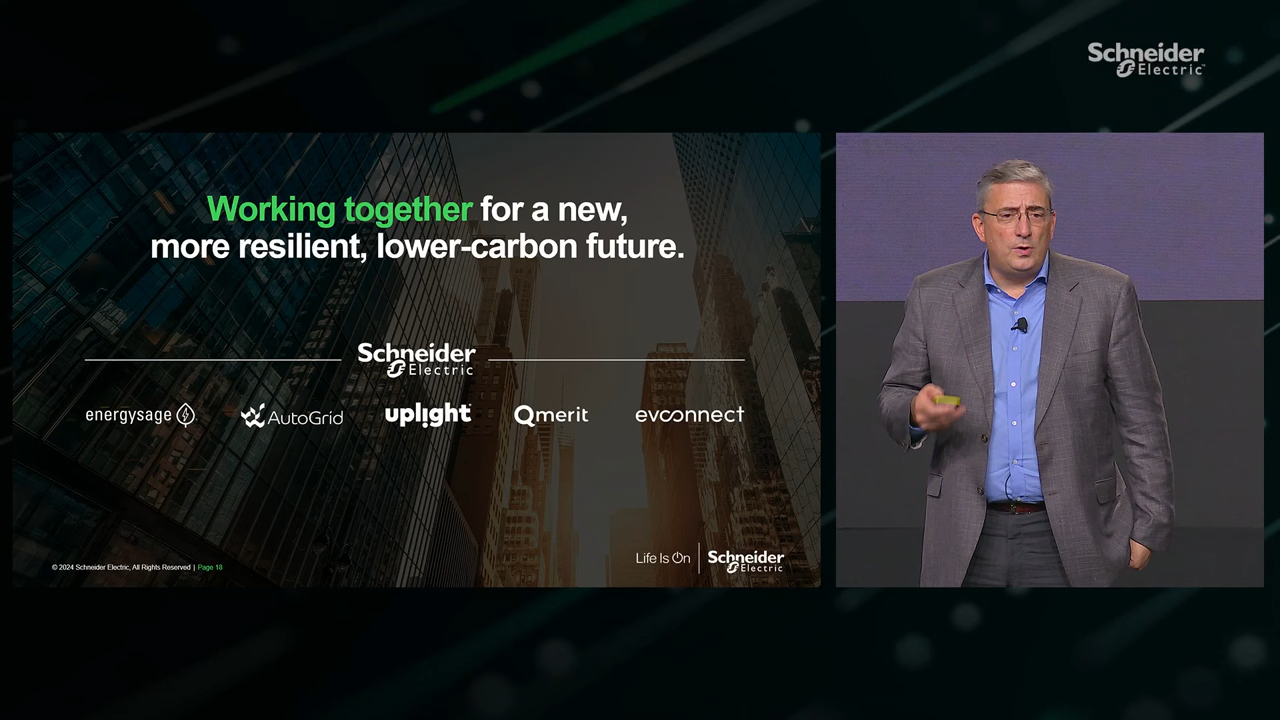 Schneider
Electric
Working together for a new,
more resilient, lower-carbon future.
Schneider
Electric
energysage
AutoGrid
uplight
Qmerit
evconnect
© 2024 Schneider Electric, All Rights Reserved | Page 18
Life Is On | Schneider
Electric